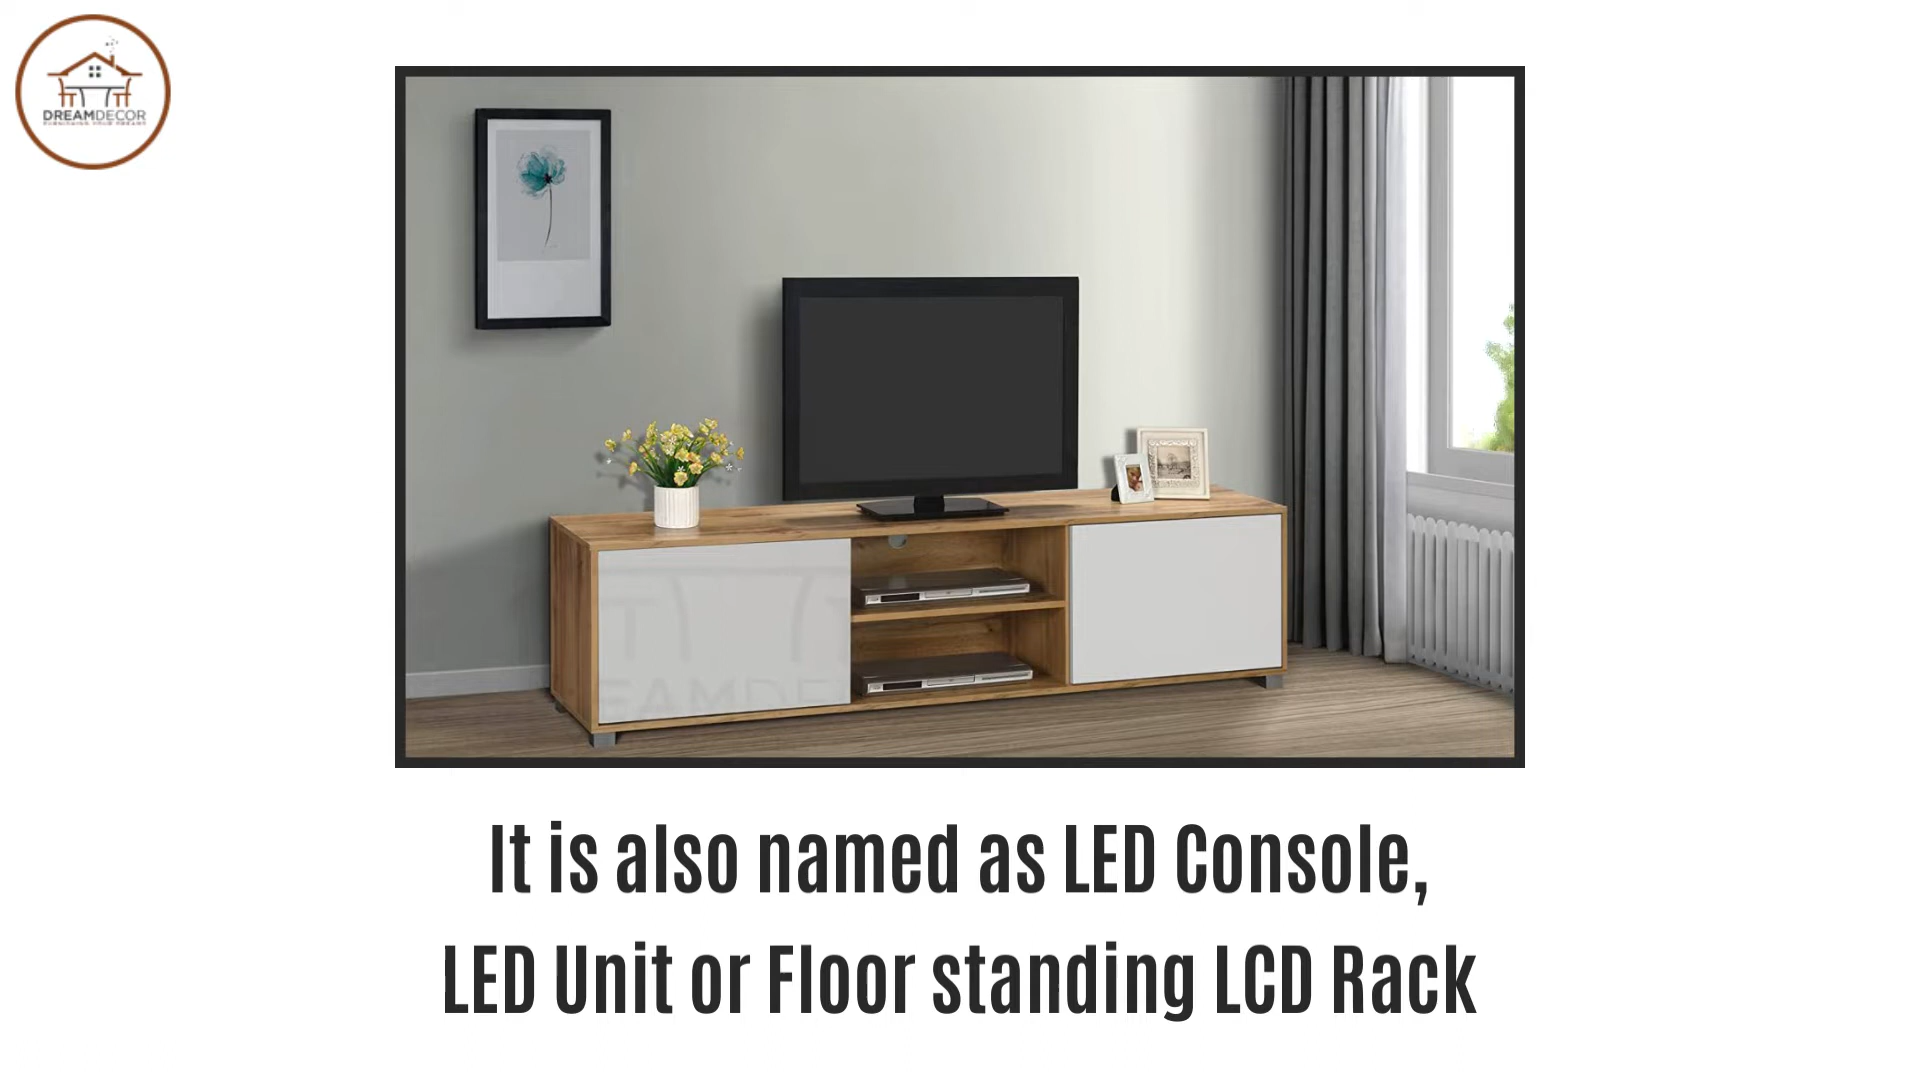 DREAMDECOR
It is also named as LED Console,
LED Unit or Floor standing LCD Rack